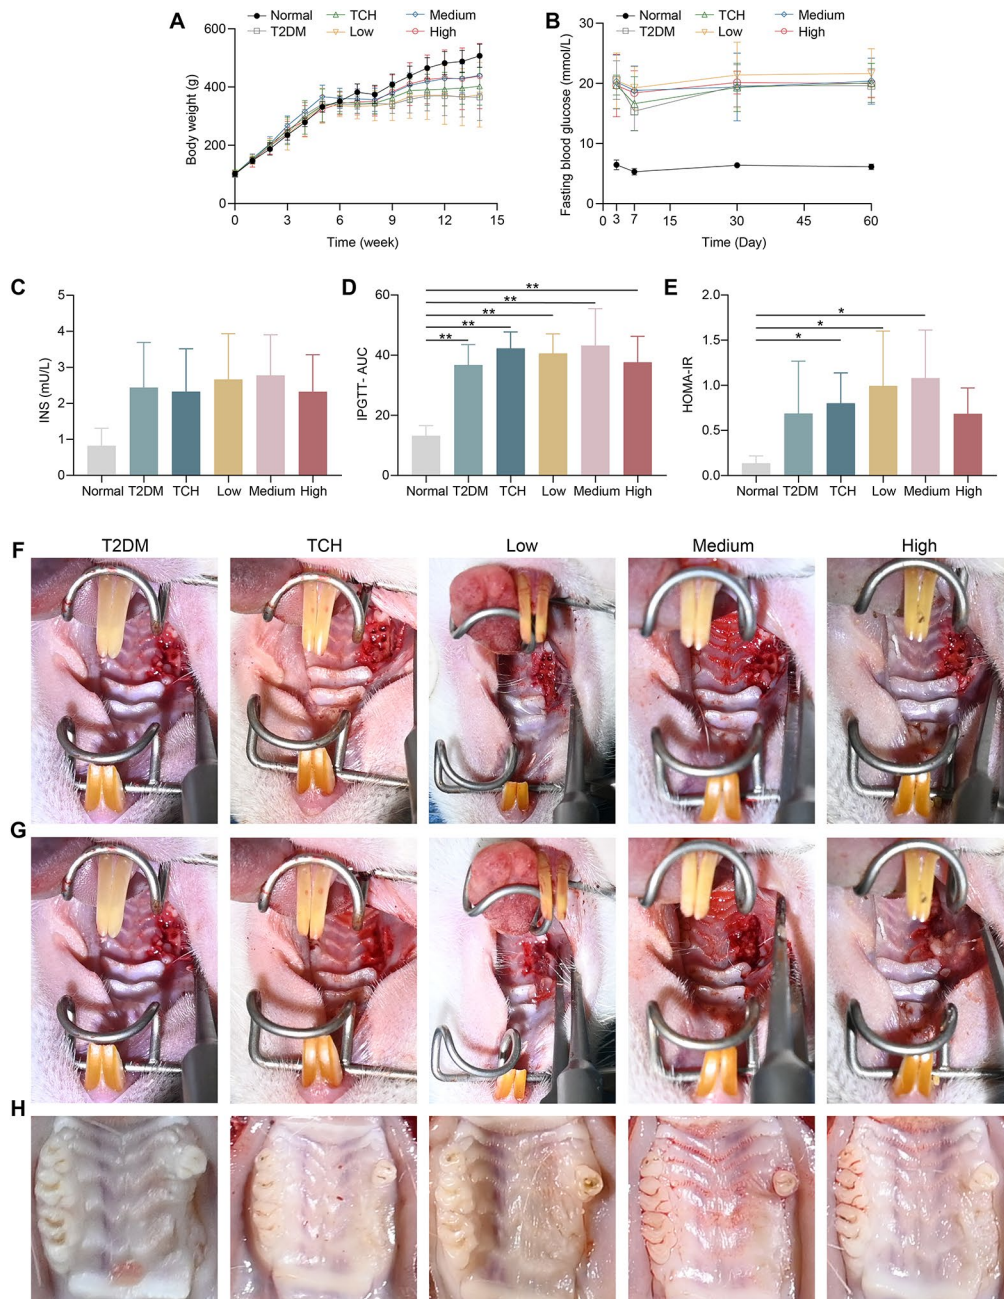 A
Normal TCH Medium
T2DM Low High
Body weight (g)
600
400
200
0
0 3 6 9 12 15
Time (week)
B
Normal TCH Medium
T2DM Low High
Fasting blood glucose (mmol/L)
30
20
10
0
0 3 7 15 30 45 60
Time (Day)
C
INS (mU/L)
5
4
3
2
1
0
Normal T2DM TCH Low Medium High
D
IPGTT- AUC
60
40
20
0
**
**
**
**
**
Normal T2DM TCH Low Medium High
E
HOMA-IR
2.0
1.5
1.0
0.5
0.0
*
*
*
Normal T2DM TCH Low Medium High
F
T2DM TCH Low Medium High
G
H